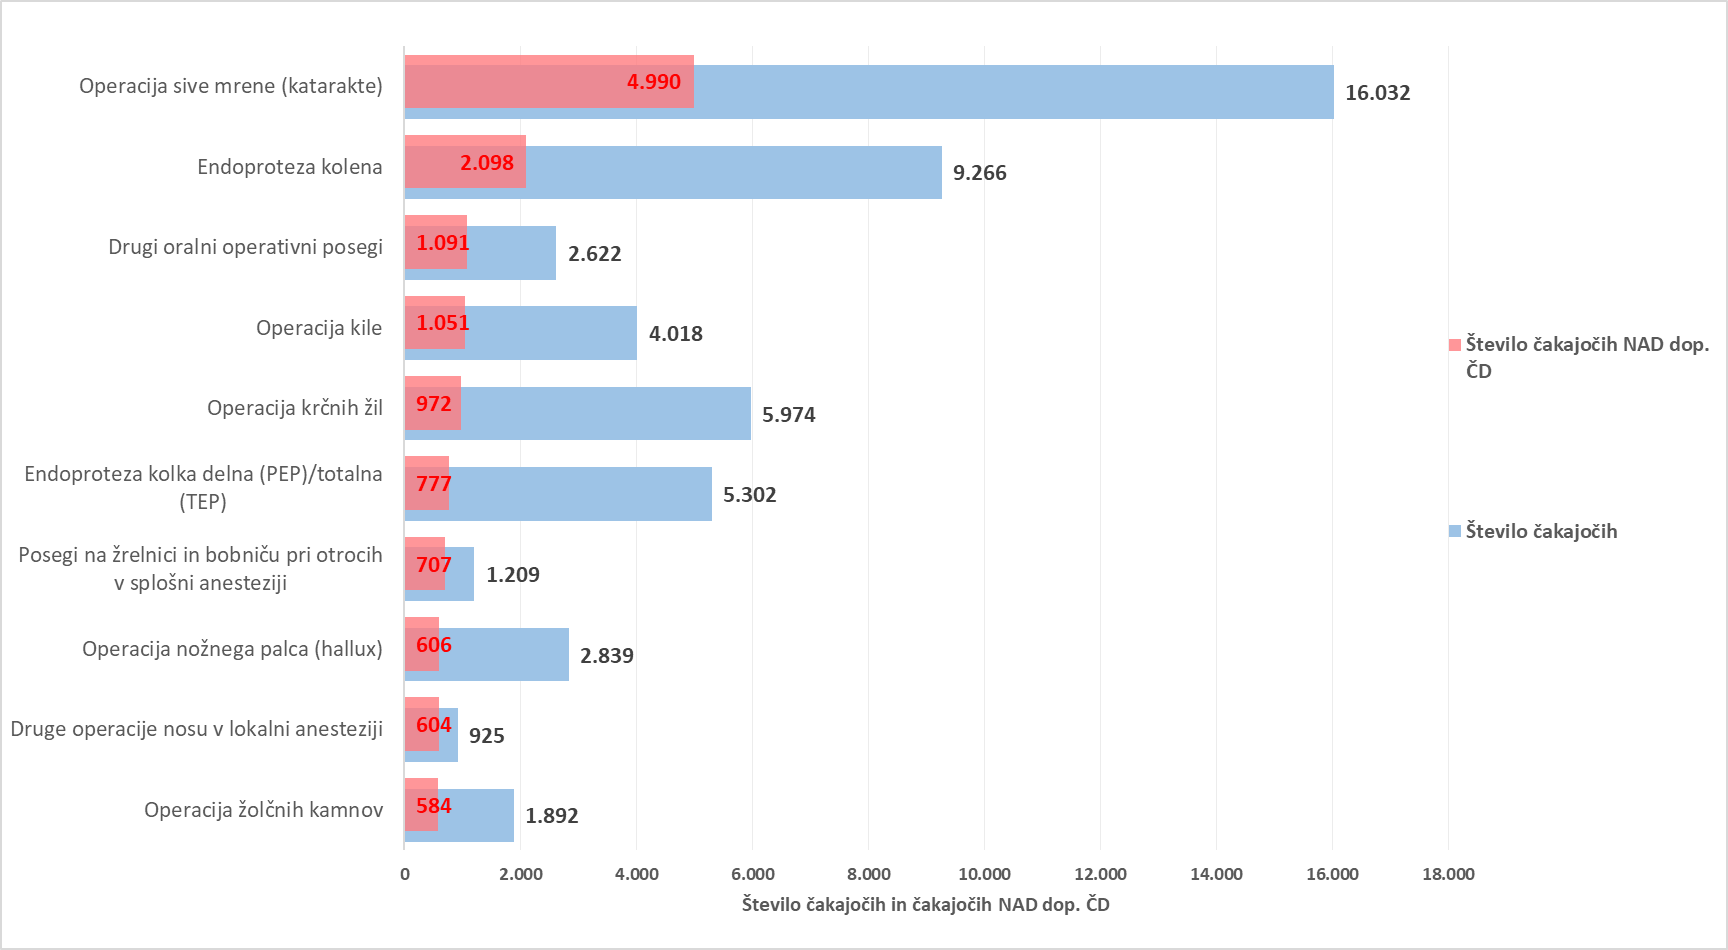 Operacija sive mrene (katarakte)
4.990
16.032
Endoproteza kolena
2.098
9.266
Drugi oralni operativni posegi
1.091
2.622
Operacija kile
1.051
4.018
Operacija krčnih žil
972
5.974
Endoproteza kolka delna (PEP)/totalna
(TEP)
777
5.302
Posegi na žrelnici in bobniču pri otrocih
v splošni anesteziji
707
1.209
Operacija nožnega palca (hallux)
606
2.839
Druge operacije nosu v lokalni anesteziji
604
925
Operacija žolčnih kamnov
584
1.892
0
2.000
4.000
6.000
8.000
10.000
12.000
14.000
16.000
18.000
Število čakajočih in čakajočih NAD dop. ČD
Število čakajočih NAD dop.
ČD
Število čakajočih